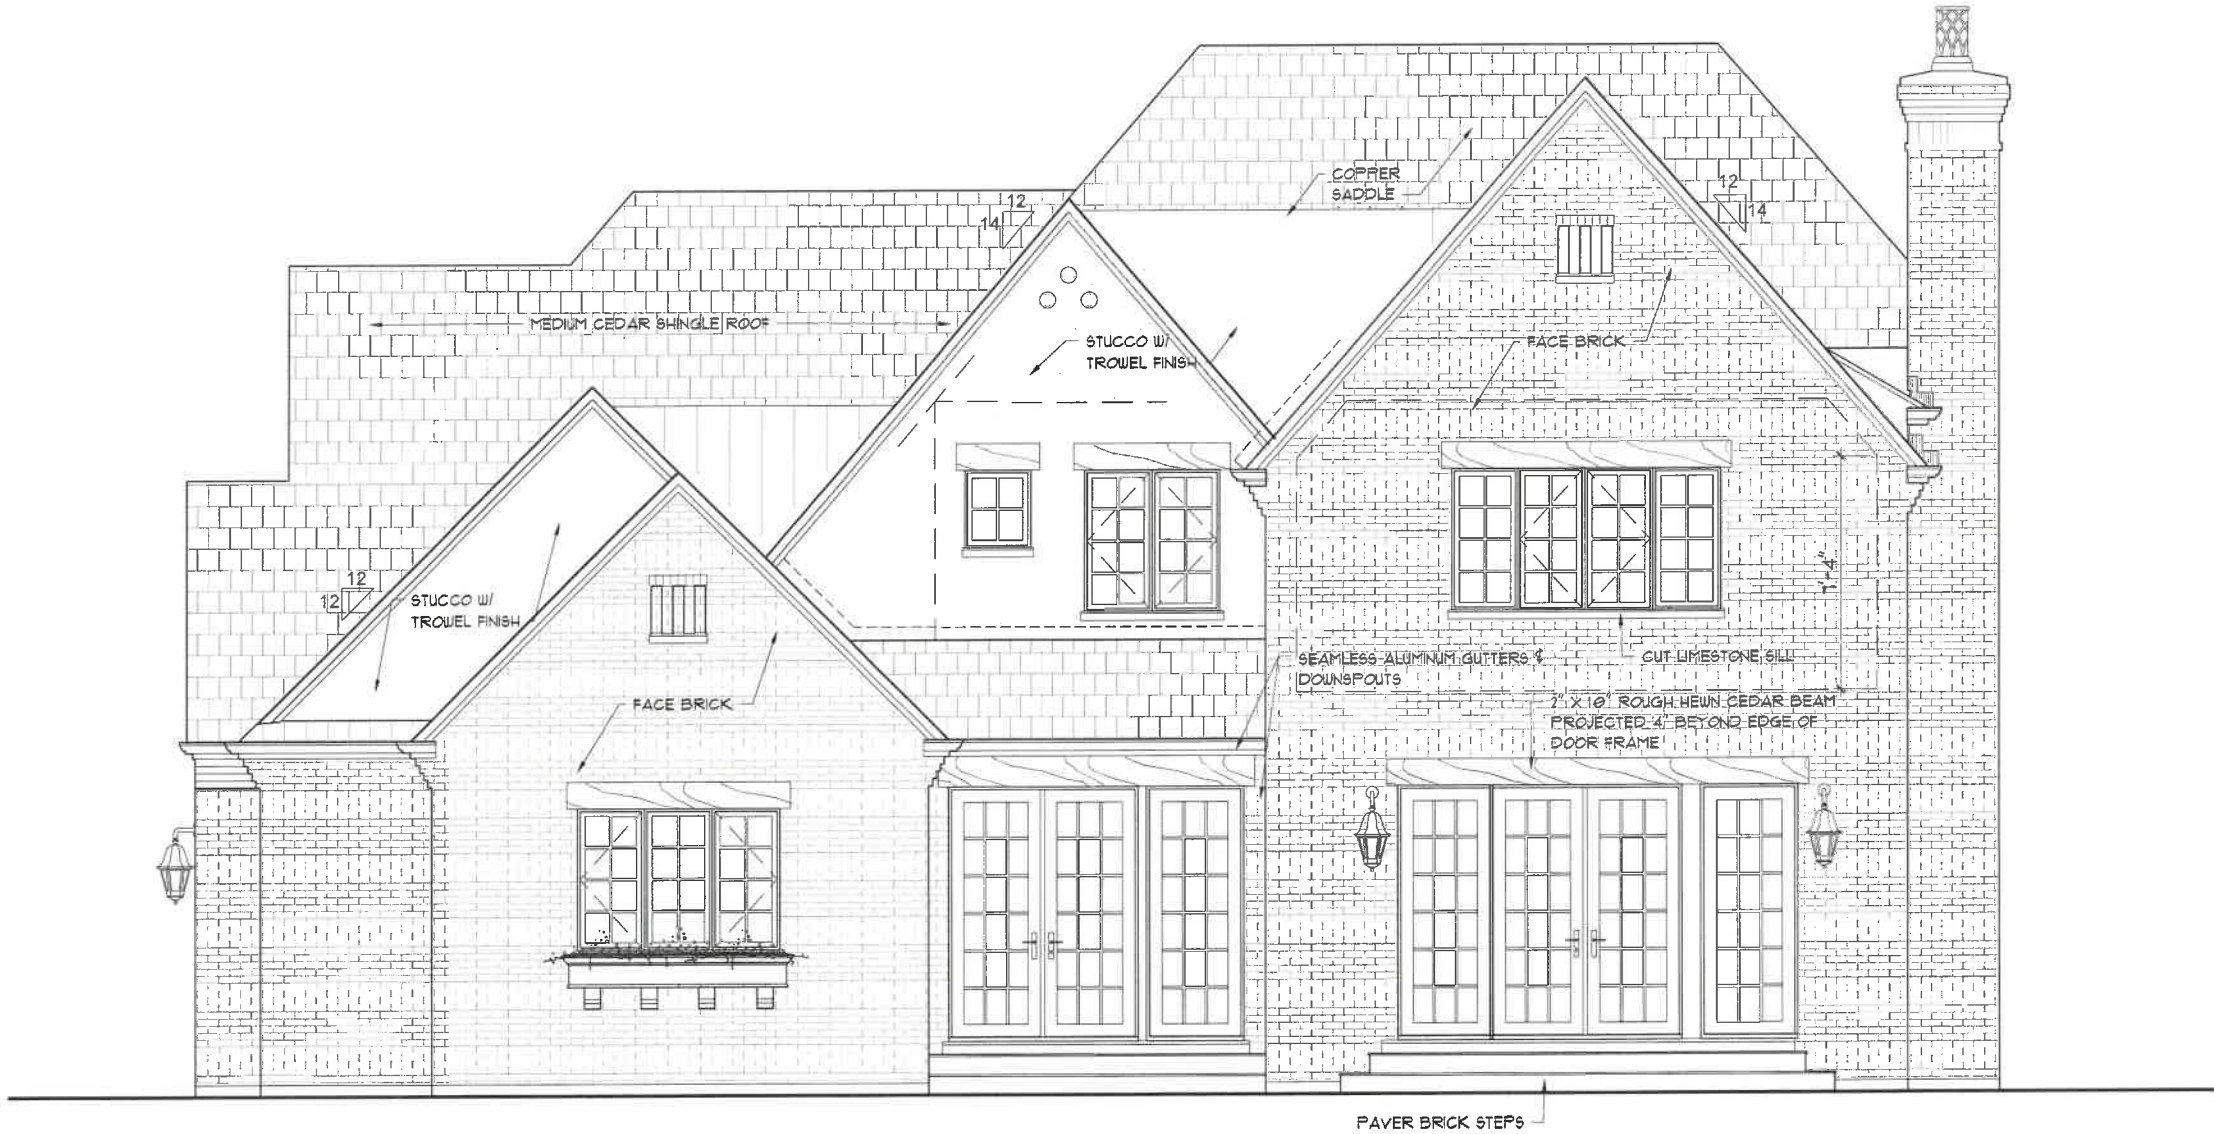 COPPER
SADDLE
12
14
12
14
MEDIUM CEDAR SHINGLE ROOF
STUCCO W/
TROWEL FINISH
FACE BRICK
12
12
STUCCO W/
TROWEL FINISH
SEAMLESS ALUMINUM GUTTERS &
DOWNSPOUTS
CUT LIMESTONE SILL
FACE BRICK
2" X 10" ROUGH HEWN CEDAR BEAM
PROJECTED 4" BEYOND EDGE OF
DOOR FRAME
PAVER BRICK STEPS